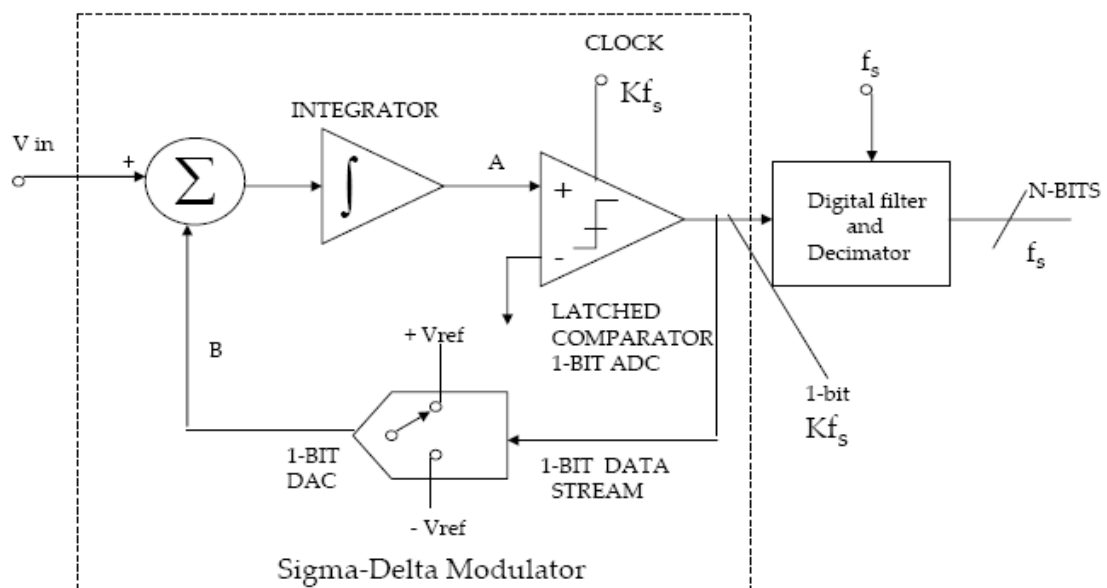 CLOCK
Kfs
fs
INTEGRATOR
V in
+
Σ
∫
A
+
-
Digital filter
and
Decimator
N-BITS
fs
LATCHED
COMPARATOR
1-BIT ADC
B
+ Vref
1-bit
Kfs
1-BIT
DAC
1-BIT DATA
STREAM
- Vref
Sigma-Delta Modulator